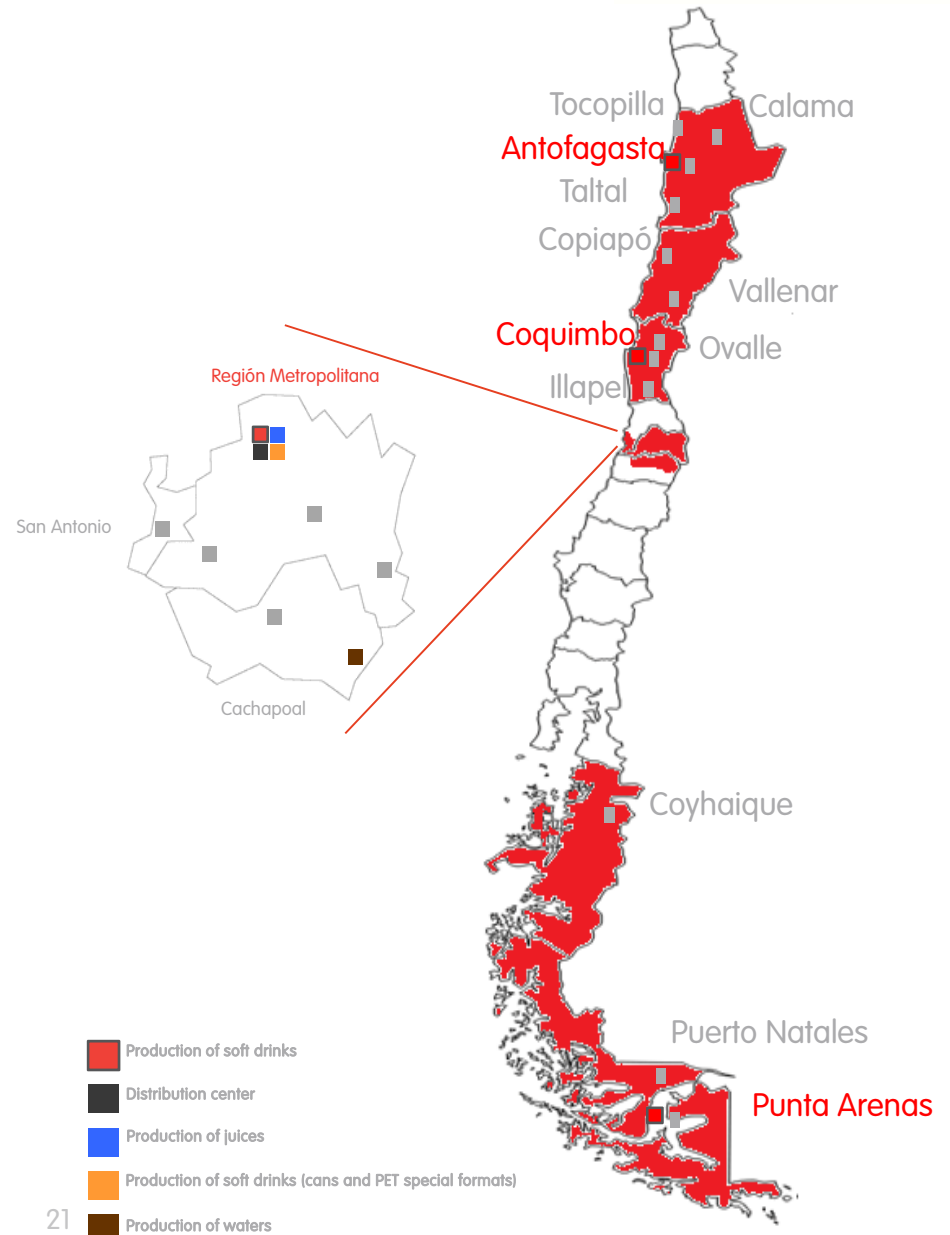 Tocopilla
Calama
Antofagasta
Taltal
Copiapó
Vallenar
Coquimbo
Ovalle
Illapel
Región Metropolitana
San Antonio
Cachapoal
Coyhaique
Puerto Natales
Punta Arenas
Production of soft drinks
Distribution center
Production of juices
Production of soft drinks (cans and PET special formats)
Production of waters
21